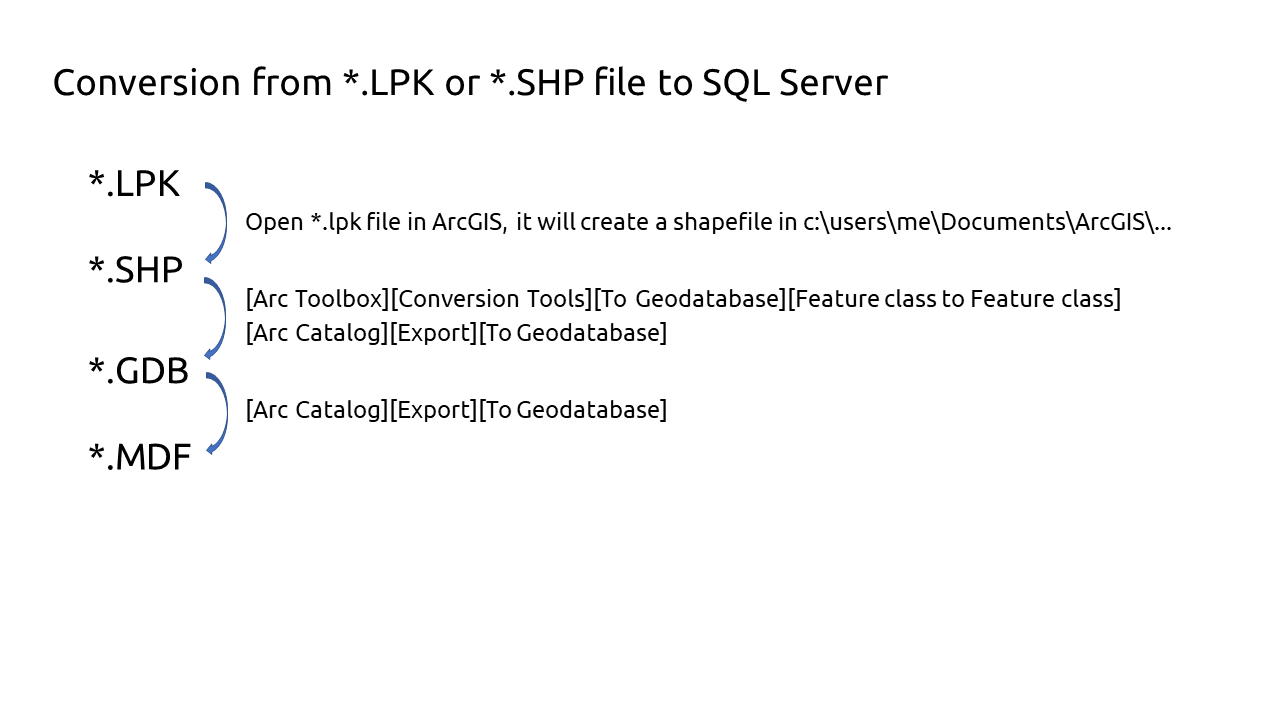 Conversion from *.LPK or *.SHP file to SQL Server
*.LPK
Open *.lpk file in ArcGIS, it will create a shapefile in c:\users\me\Documents\ArcGIS\...
*.SHP
[Arc Toolbox][Conversion Tools][To Geodatabase][Feature class to Feature class]
[Arc Catalog][Export][To Geodatabase]
*.GDB
[Arc Catalog][Export][To Geodatabase]
*.MDF